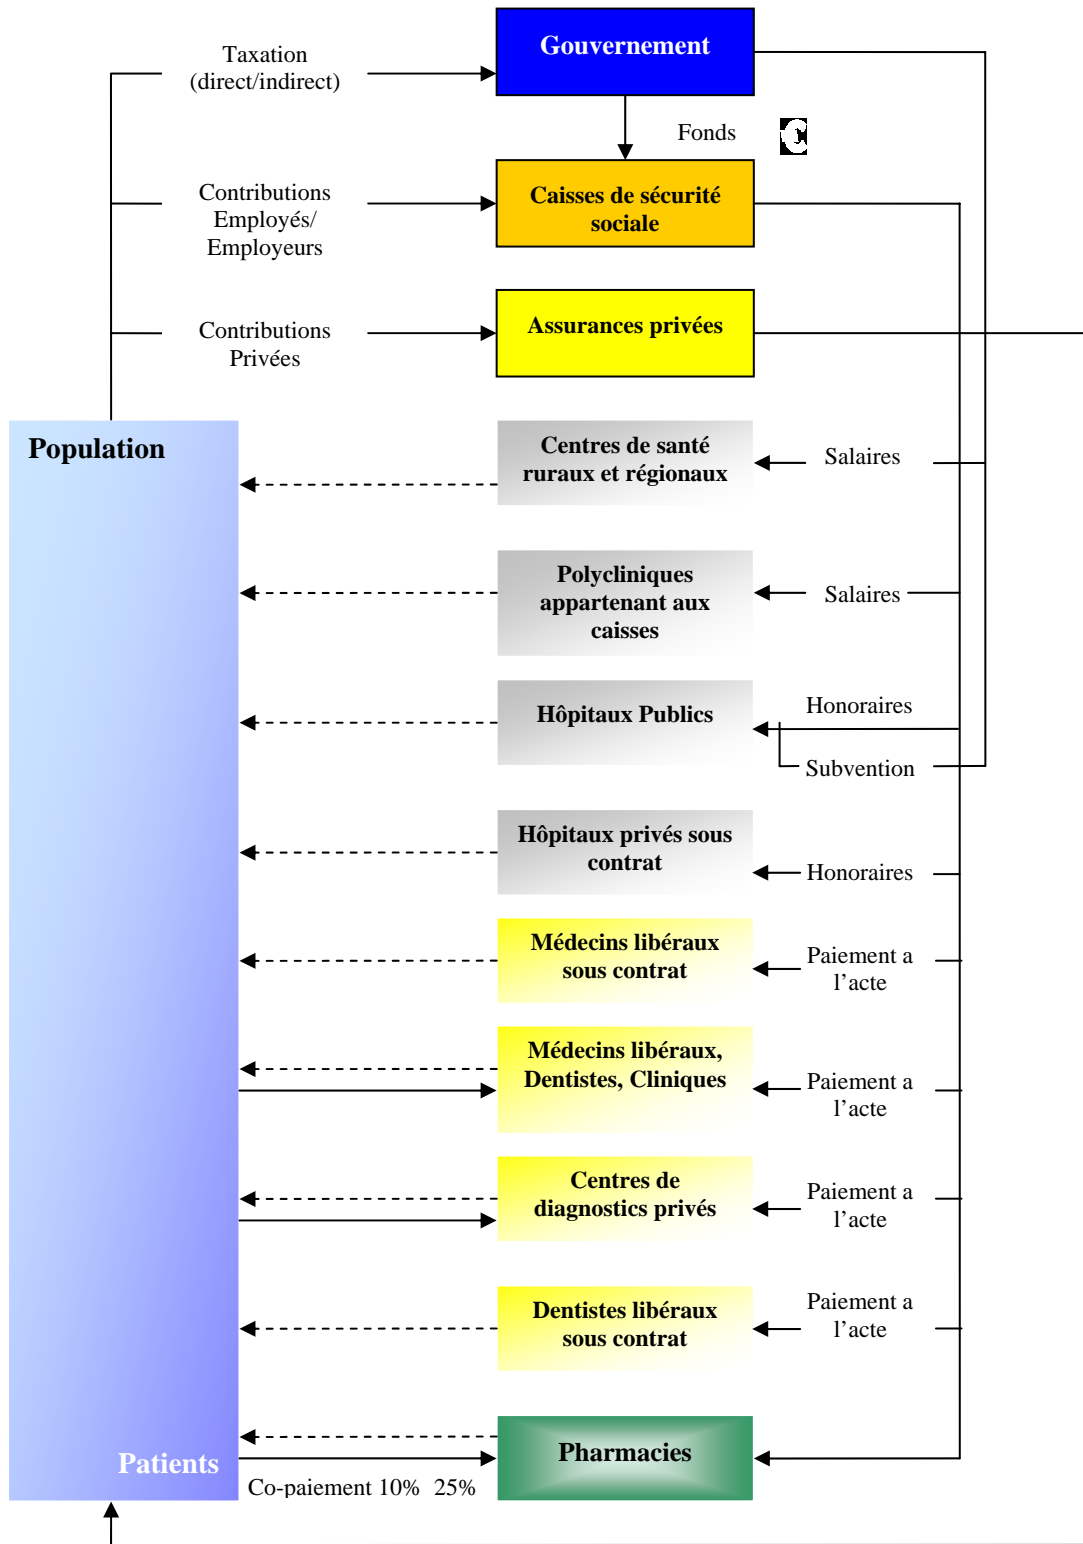 Gouvernement
Taxation
(direct/indirect)
Fonds
Contributions
Employés/
Employeurs
Caisses de sécurité
sociale
Contributions
Privées
Assurances privées
Population
Centres de santé
ruraux et régionaux
Salaires
Polycliniques
appartenant aux
caisses
Salaires
Hôpitaux Publics
Honoraires
Subvention
Hôpitaux privés sous
contrat
Honoraires
Médecins libéraux
sous contrat
Paiement a
l’acte
Médecins libéraux,
Dentistes, Cliniques
Paiement a
l’acte
Centres de
diagnostics privés
Paiement a
l’acte
Dentistes libéraux
sous contrat
Paiement a
l’acte
Pharmacies
Patients
Co-paiement 10% 25%